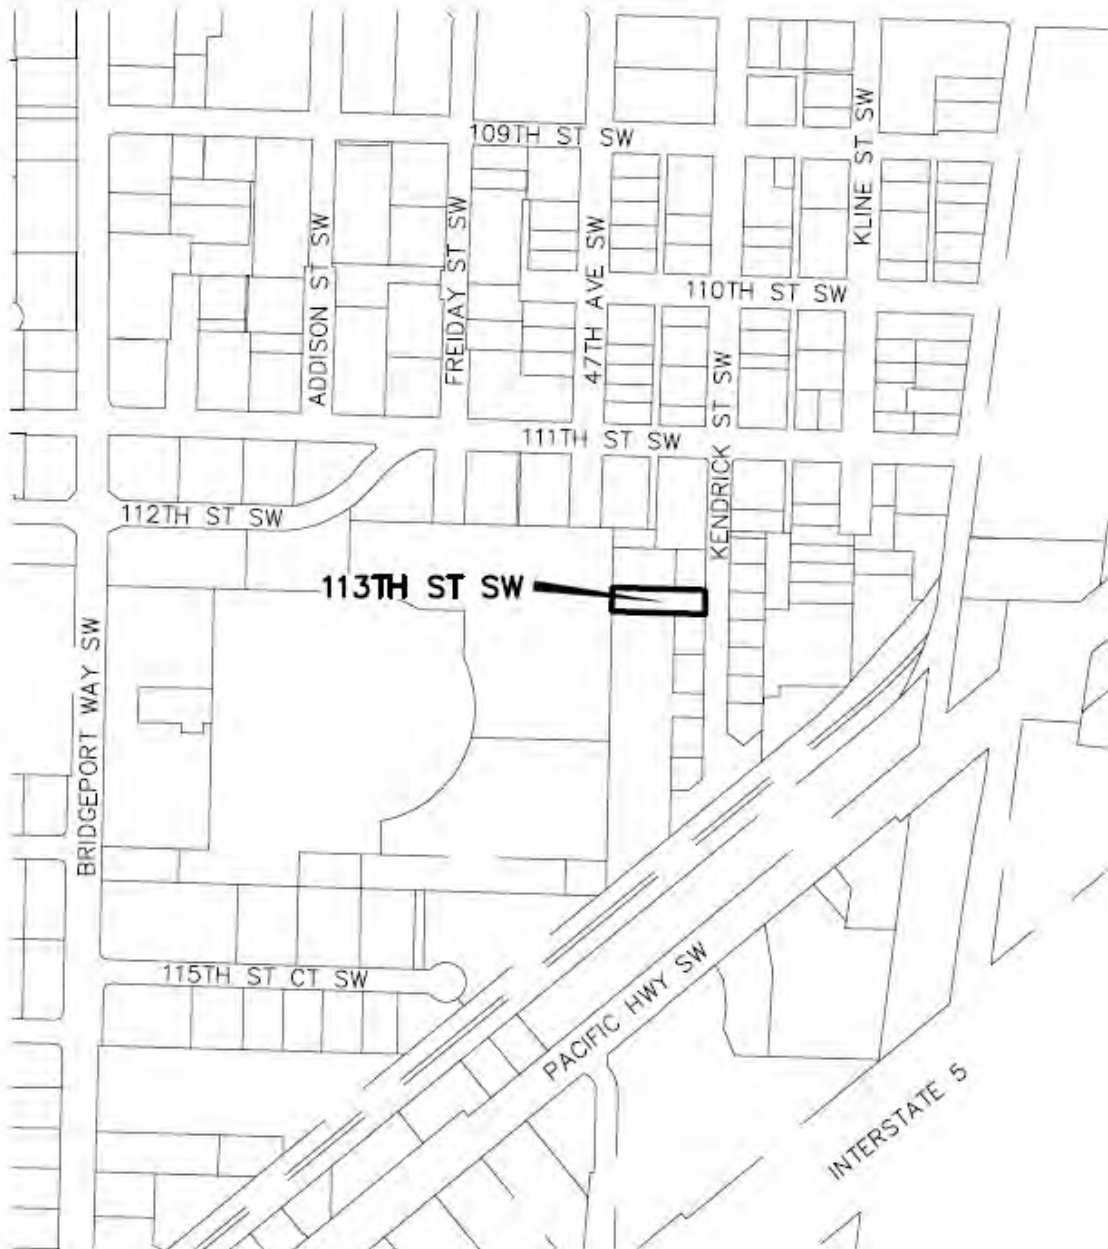 109TH ST SW
KLINE ST SW
ADDISON ST SW
FREIDAY ST SW
47TH AVE SW
110TH ST SW
KENDRICK ST SW
111TH ST SW
112TH ST SW
113TH ST SW
BRIDGEPORT WAY SW
115TH ST CT SW
PACIFIC HWY SW
INTERSTATE 5